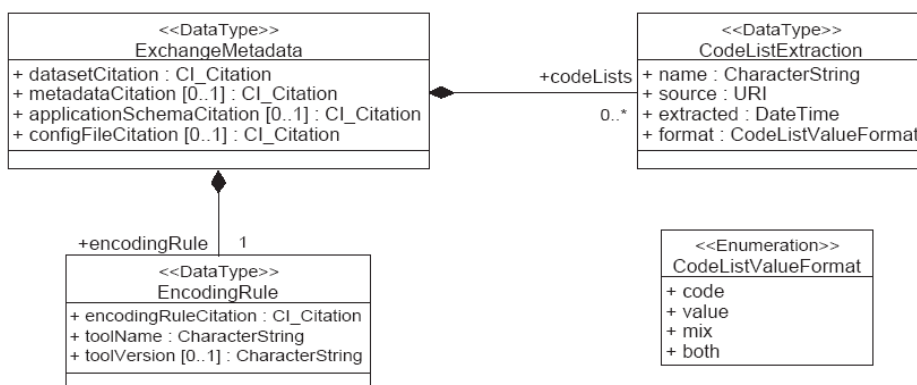 <<DataType>>
ExchangeMetadata
+ datasetCitation : CI_Citation
+ metadataCitation [0..1] : CI_Citation
+ applicationSchemaCitation [0..1] : CI_Citation
+ configFileCitation [0..1] : CI_Citation
+codeLists
0..*
<<DataType>>
CodeListExtraction
+ name : CharacterString
+ source : URI
+ extracted : DateTime
+ format : CodeListValueFormat
+encodingRule
1
<<DataType>>
EncodingRule
+ encodingRuleCitation : CI_Citation
+ toolName : CharacterString
+ toolVersion [0..1] : CharacterString
<<Enumeration>>
CodeListValueFormat
+ code
+ value
+ mix
+ both